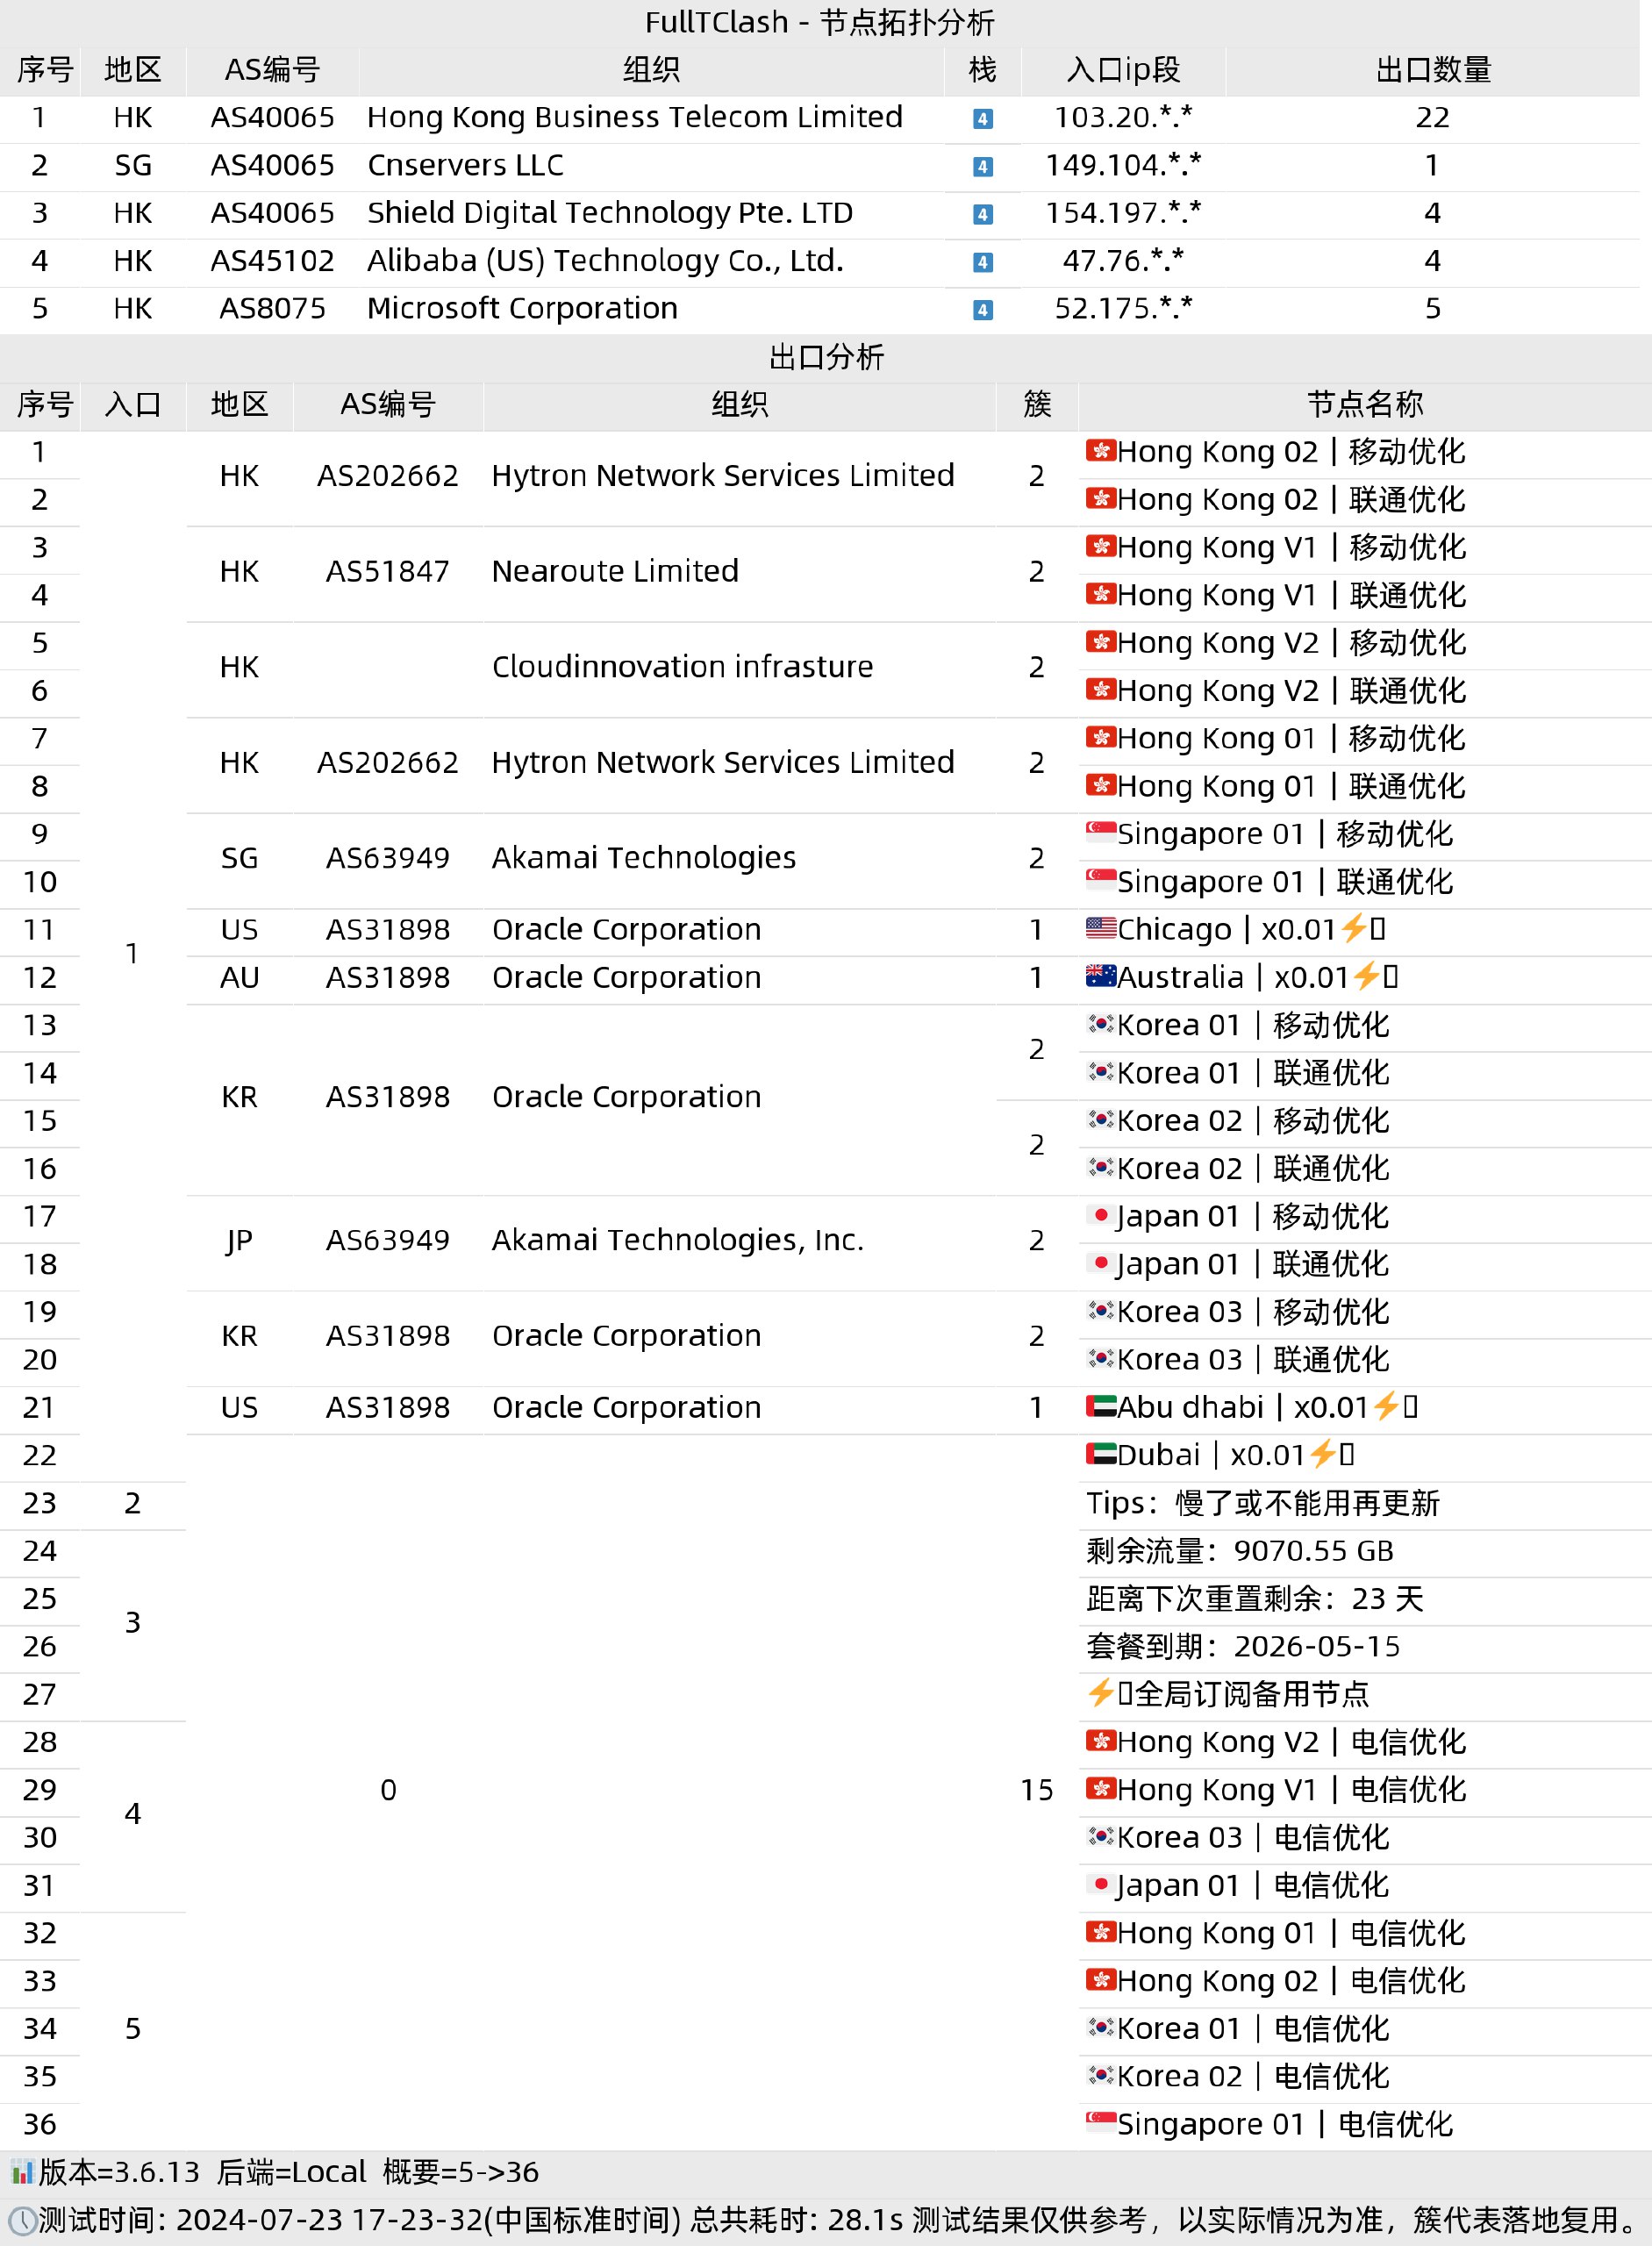 FullTClash - 节点拓扑分析
序号 地区 AS编号 组织 栈 入口ip段 出口数量
1 HK AS40065 Hong Kong Business Telecom Limited 4 103.20.*.* 22
2 SG AS40065 Cnservers LLC 4 149.104.*.* 1
3 HK AS40065 Shield Digital Technology Pte. LTD 4 154.197.*.* 4
4 HK AS45102 Alibaba (US) Technology Co., Ltd. 4 47.76.*.* 4
5 HK AS8075 Microsoft Corporation 4 52.175.*.* 5
出口分析
序号 入口 地区 AS编号 组织 簇 节点名称
1 HK AS202662 Hytron Network Services Limited 2 Hong Kong 02 | 移动优化
2 Hong Kong 02 | 联通优化
3 HK AS51847 Nearoute Limited 2 Hong Kong V1 | 移动优化
4 Hong Kong V1 | 联通优化
5 HK Cloudinnovation infrasture 2 Hong Kong V2 | 移动优化
6 Hong Kong V2 | 联通优化
7 HK AS202662 Hytron Network Services Limited 2 Hong Kong 01 | 移动优化
8 Hong Kong 01 | 联通优化
9 SG AS63949 Akamai Technologies 2 Singapore 01 | 移动优化
10 Singapore 01 | 联通优化
11 1 US AS31898 Oracle Corporation 1 Chicago | x0.01⚡
12 AU AS31898 Oracle Corporation 1 Australia | x0.01⚡
13 KR AS31898 Oracle Corporation 2 Korea 01 | 移动优化
14 Korea 01 | 联通优化
15 2 Korea 02 | 移动优化
16 Korea 02 | 联通优化
17 JP AS63949 Akamai Technologies, Inc. 2 Japan 01 | 移动优化
18 Japan 01 | 联通优化
19 KR AS31898 Oracle Corporation 2 Korea 03 | 移动优化
20 Korea 03 | 联通优化
21 US AS31898 Oracle Corporation 1 Abu dhabi | x0.01⚡
22 Dubai | x0.01⚡
23 2 Tips：慢了或不能用再更新
24 剩余流量：9070.55 GB
25 3 距离下次重置剩余：23 天
26 套餐到期：2026-05-15
27 ⚡全局订阅备用节点
28 Hong Kong V2 | 电信优化
29 4 0 15 Hong Kong V1 | 电信优化
30 Korea 03 | 电信优化
31 Japan 01 | 电信优化
32 Hong Kong 01 | 电信优化
33 Hong Kong 02 | 电信优化
34 5 Korea 01 | 电信优化
35 Korea 02 | 电信优化
36 Singapore 01 | 电信优化
版本=3.6.13 后端=Local 概要=5->36
测试时间: 2024-07-23 17-23-32(中国标准时间) 总共耗时: 28.1s 测试结果仅供参考，以实际情况为准，簇代表落地复用。